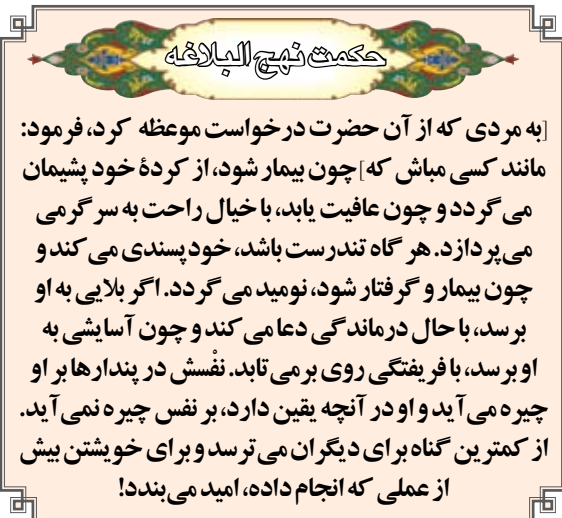 حکمت نهج البلاغه
[به مردی که از آن حضرت درخواست موعظه کرد، فرمود:
مانند کسی مباش که] چون بیمار شود، از کردۀ خود پشیمان
می گردد و چون عافیت یابد، با خیال راحت به سر گرمی
می پردازد. هر گاه تندرست باشد، خودپسندی می کند و
چون بیمار و گرفتار شود، نومید می گردد. اگر بلایی به او
برسد، با حال درماندگی دعا می کند و چون آسایشی به
او برسد، با فریفتگی روی برمی تابد. نفْسش در پندارها بر او
چیره می آید و او در آنچه یقین دارد، بر نفس چیره نمی آید.
از کمترین گناه برای دیگران می ترسد و برای خویشتن بیش
از عملی که انجام داده، امید می بندد!